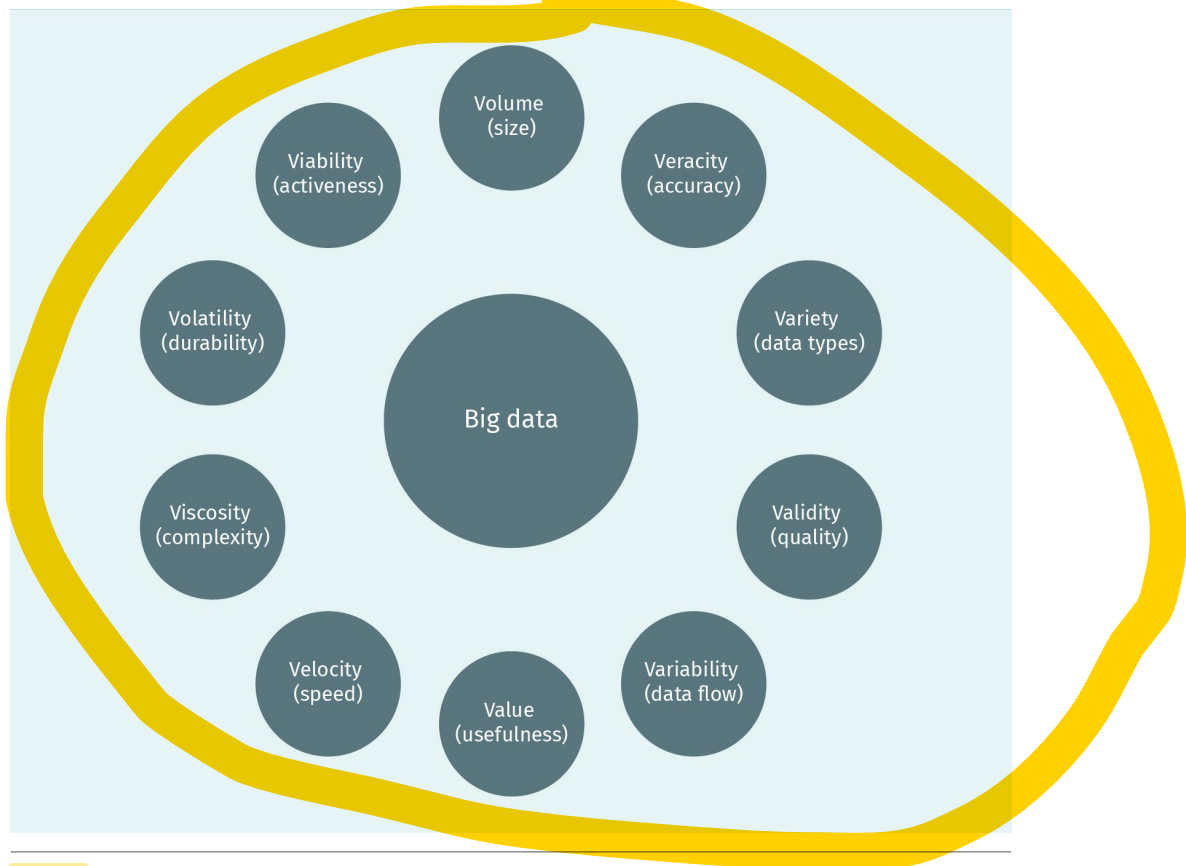 Volume
(size)
Viability
(activeness)
Veracity
(accuracy)
Volatility
(durability)
Variety
(data types)
Big data
Viscosity
(complexity)
Validity
(quality)
Velocity
(speed)
Value
(usefulness)
Variability
(data flow)